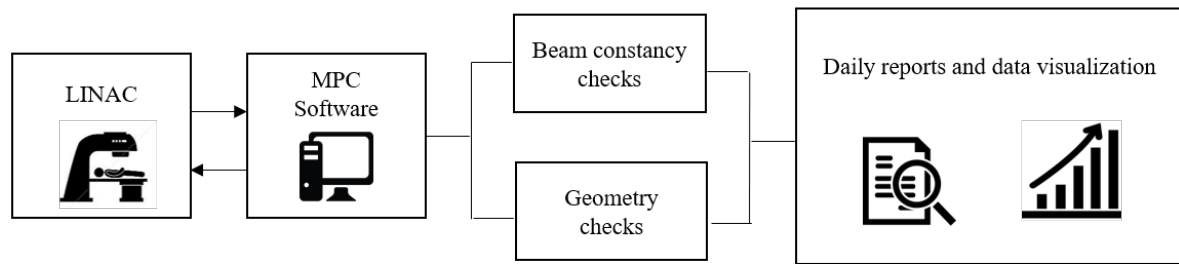 LINAC
MPC
Software
Beam constancy
checks
Geometry
checks
Daily reports and data visualization